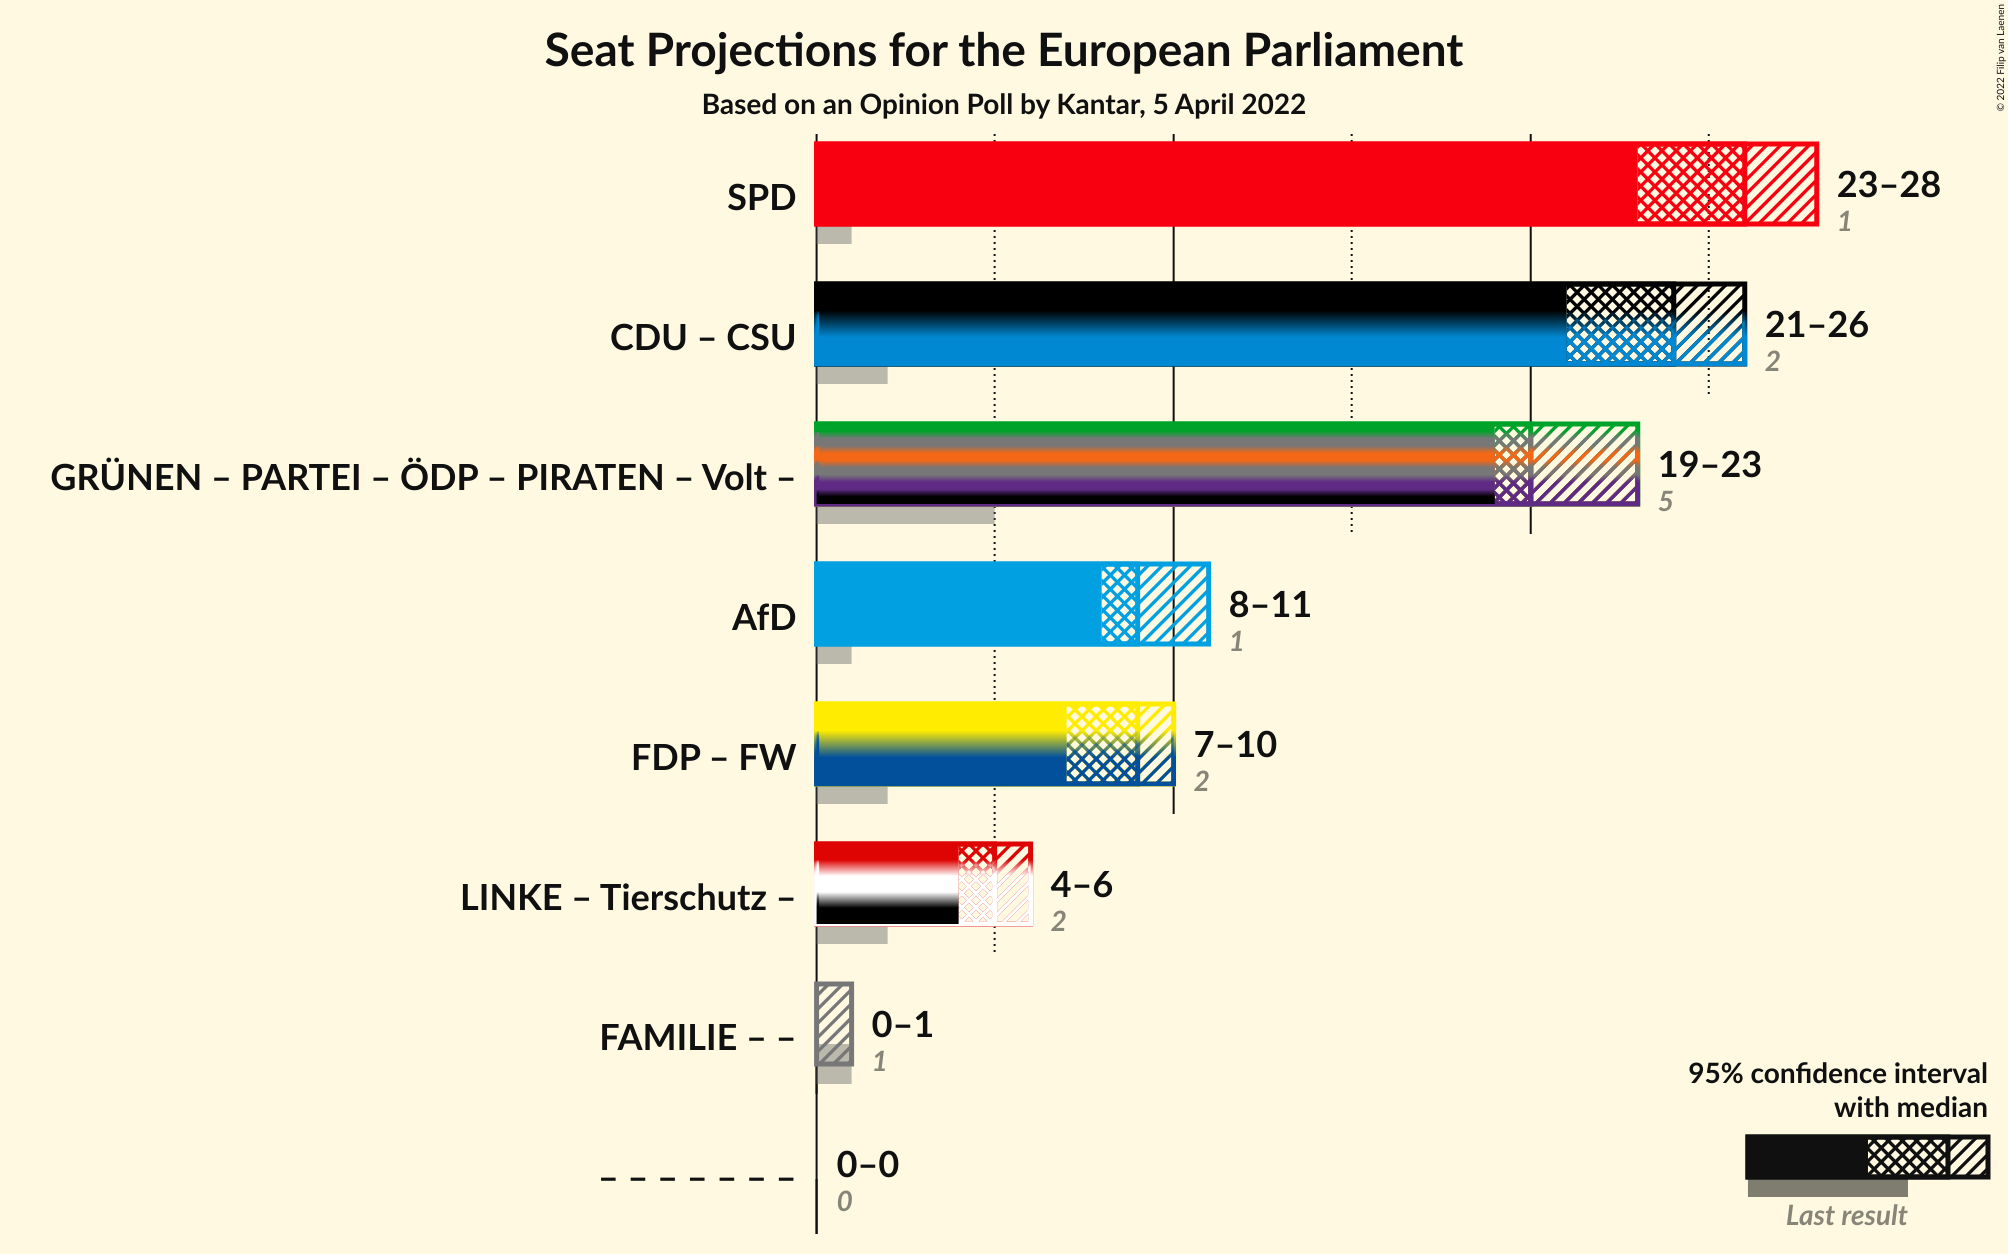 Seat Projections for the European Parliament
Based on an Opinion Poll by Kantar, 5 April 2022
© 2022 Filip van Laenen
SPD
23–28
1
CDU – CSU
21–26
2
GRÜNEN – PARTEI – ÖDP – PIRATEN – Volt –
19–23
5
AfD
8–11
1
FDP – FW
7–10
2
LINKE – Tierschutz –
4–6
2
FAMILIE – –
0–1
1
– – – – – – –
0–0
0
95% confidence interval
with median
Last result